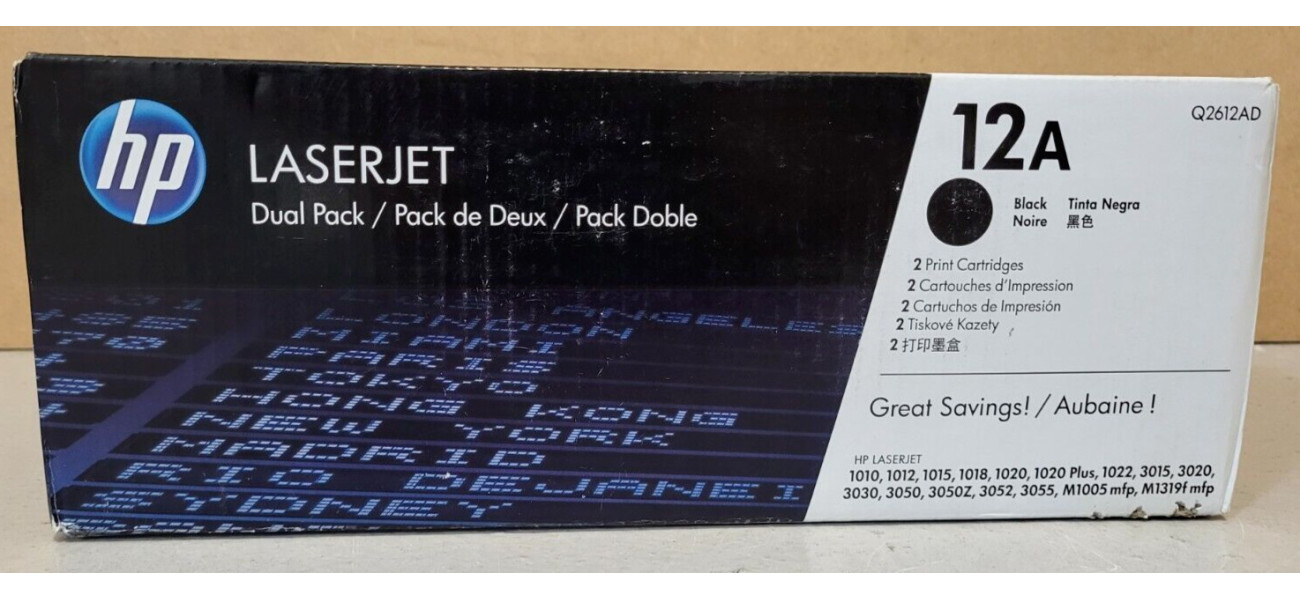 hp
LASERJET
Dual Pack / Pack de Deux / Pack Doble
12A
Q2612AD
Black Tinta Negra
Noire 黑色
2 Print Cartridges
2 Cartouches d'Impression
2 Cartuchos de Impresión
2 Tiskové Kazety
2 打印墨盒
Great Savings! / Aubaine !
HP LASERJET
1010, 1012, 1015, 1018, 1020, 1020 Plus, 1022, 3015, 3020,
3030, 3050, 3050Z, 3052, 3055, M1005 mfp, M1319f mfp
ANGELES
LONDON
MIAMI
PARIS
TOKYO
HONG KONG
NEW YORK
MADRID
RIO DEJANEI
SYDNEY